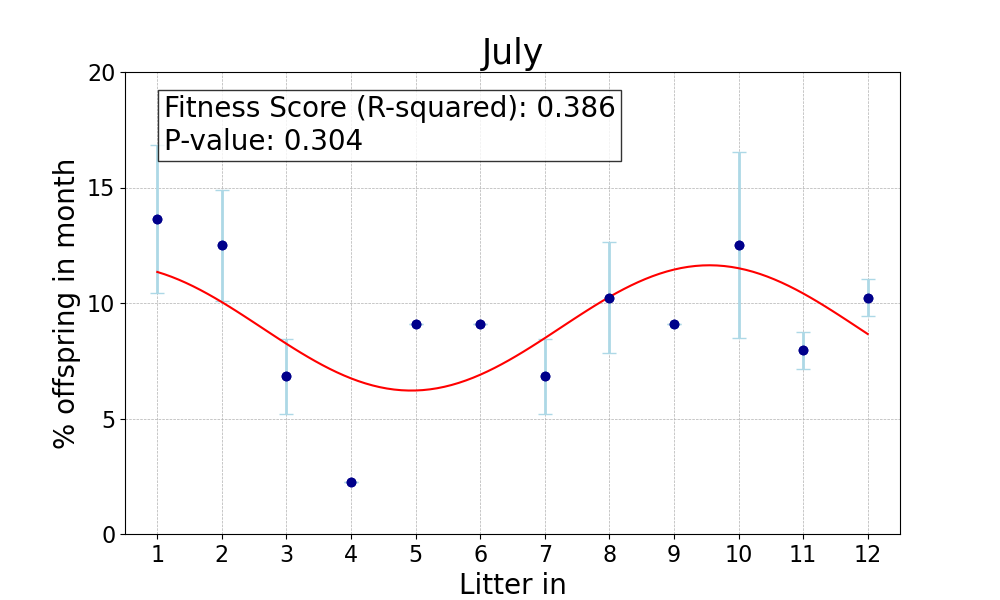 July
Fitness Score (R-squared): 0.386
P-value: 0.304
% offspring in month
20
15
10
5
0
1 2 3 4 5 6 7 8 9 10 11 12
Litter in